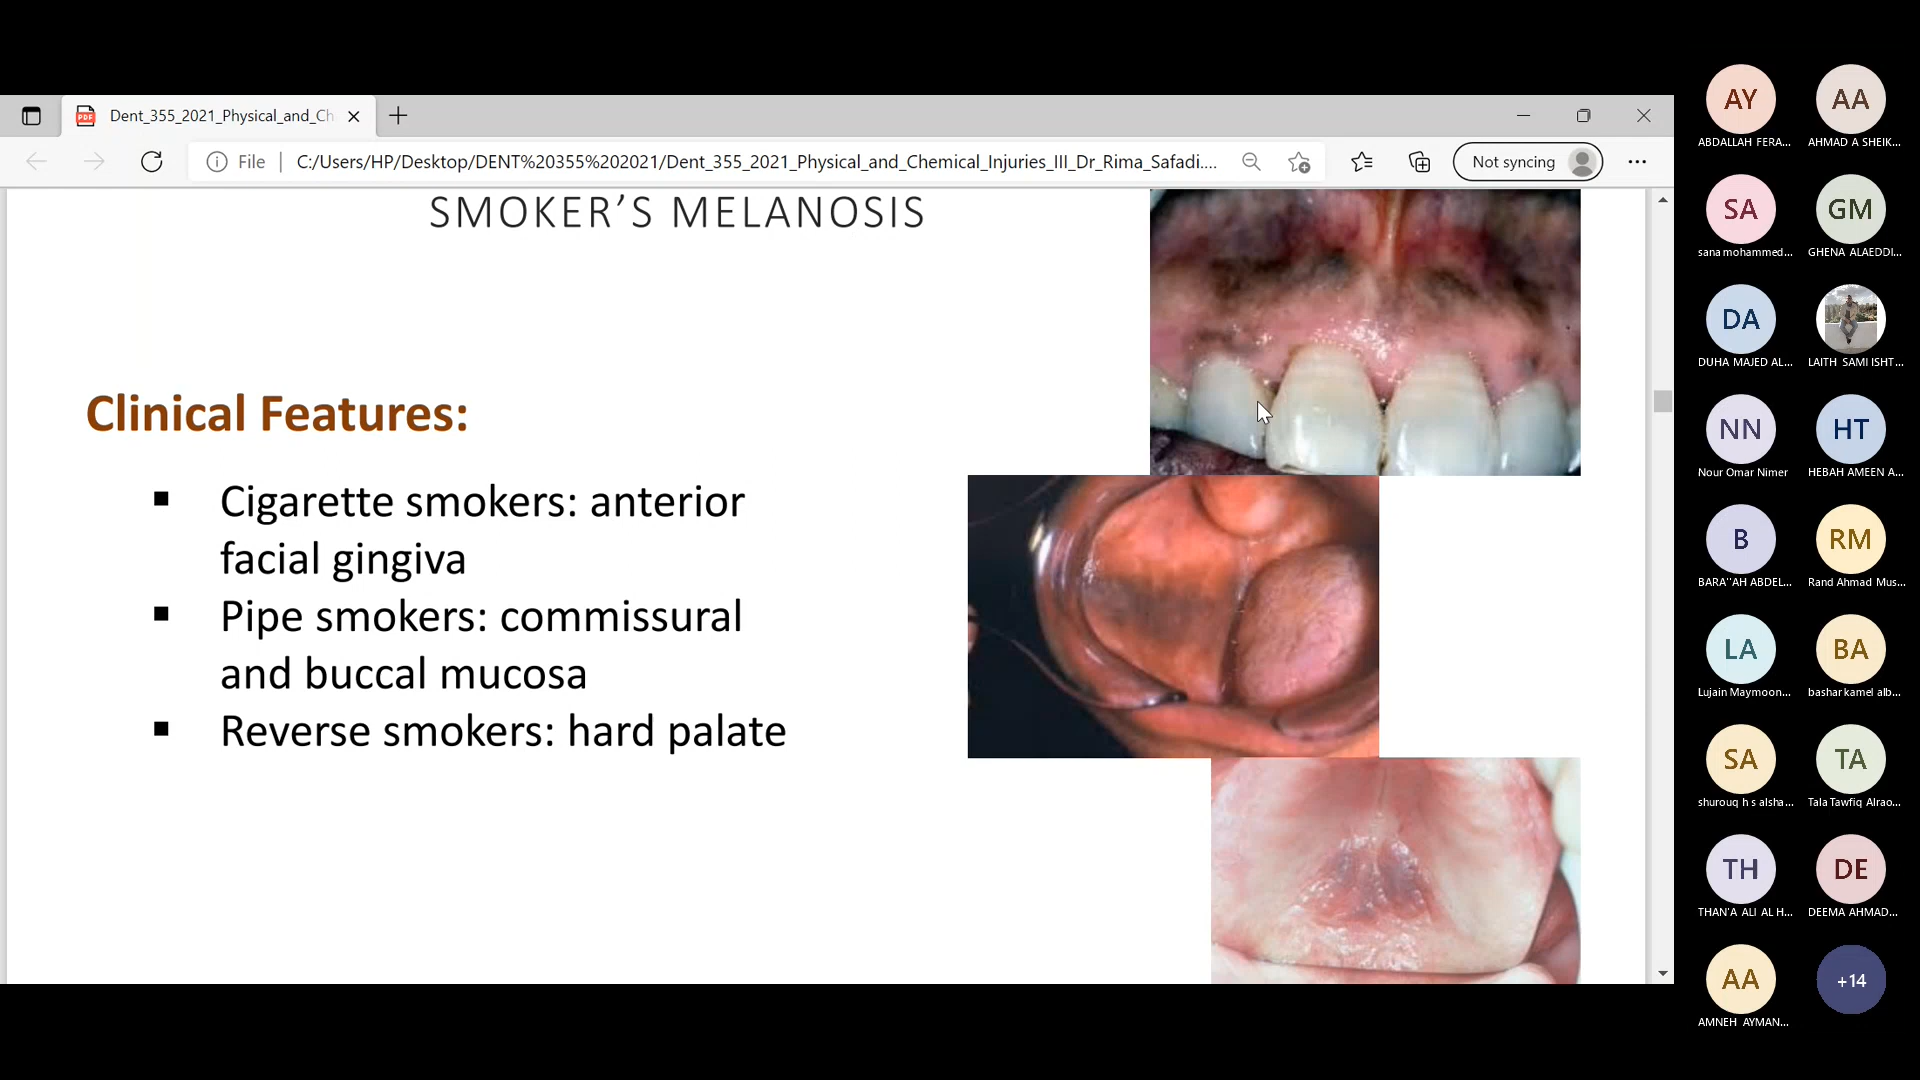 Dent_355_2021_Physical_and_Ch
File
C:/Users/HP/Desktop/DENT%20355%202021/Dent_355_2021_Physical_and_Chemical_Injuries_III_Dr_Rima_Safadi....
Not syncing
SMOKER’S MELANOSIS
Clinical Features:
▪ Cigarette smokers: anterior
facial gingiva
▪ Pipe smokers: commissural
and buccal mucosa
▪ Reverse smokers: hard palate
AY AA
ABDALLAH FERA... AHMAD A SHEIK...
SA GM
sana mohammed... GHENA ALAEDDI...
DA
DUHA MAJED AL... LAITH SAMI ISHT...
NN HT
Nour Omar Nimer HEBAH AMEEN A...
B RM
BARA''AH ABDEL... Rand Ahmad Mus...
LA BA
Lujain Maymoon... bashar kamel alb...
SA TA
shurouq h s alsha... Tala Tawfiq Alrao...
TH DE
THAN'A ALI AL H... DEEMA AHMAD...
AA +14
AMNEH AYMAN...